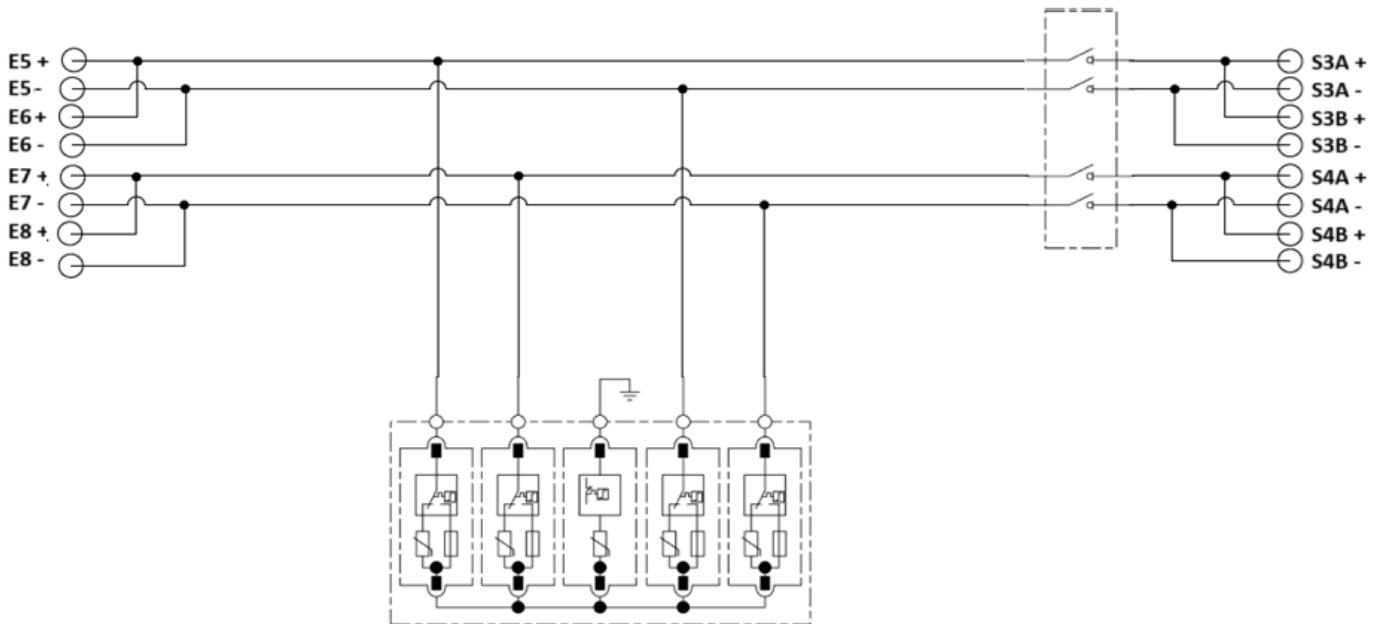 E5 +
E5 -
E6 +
E6 -
E7 +
E7 -
E8 +
E8 -
S3A +
S3A -
S3B +
S3B -
S4A +
S4A -
S4B +
S4B -